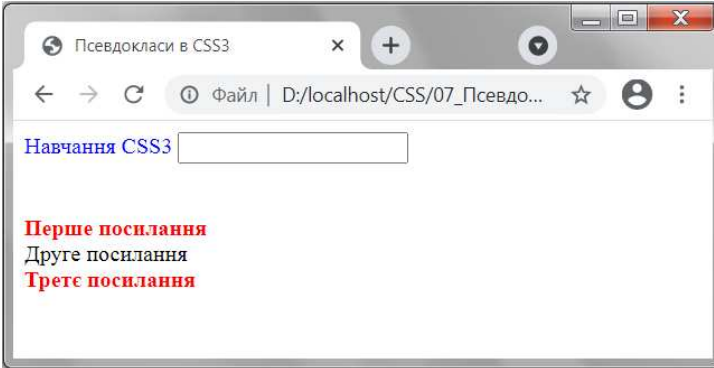 Псевдокласи в CSS3
Файл | D:/localhost/CSS/07_Псевдо...
Навчання CSS3
Перше посилання
Друге посилання
Третє посилання